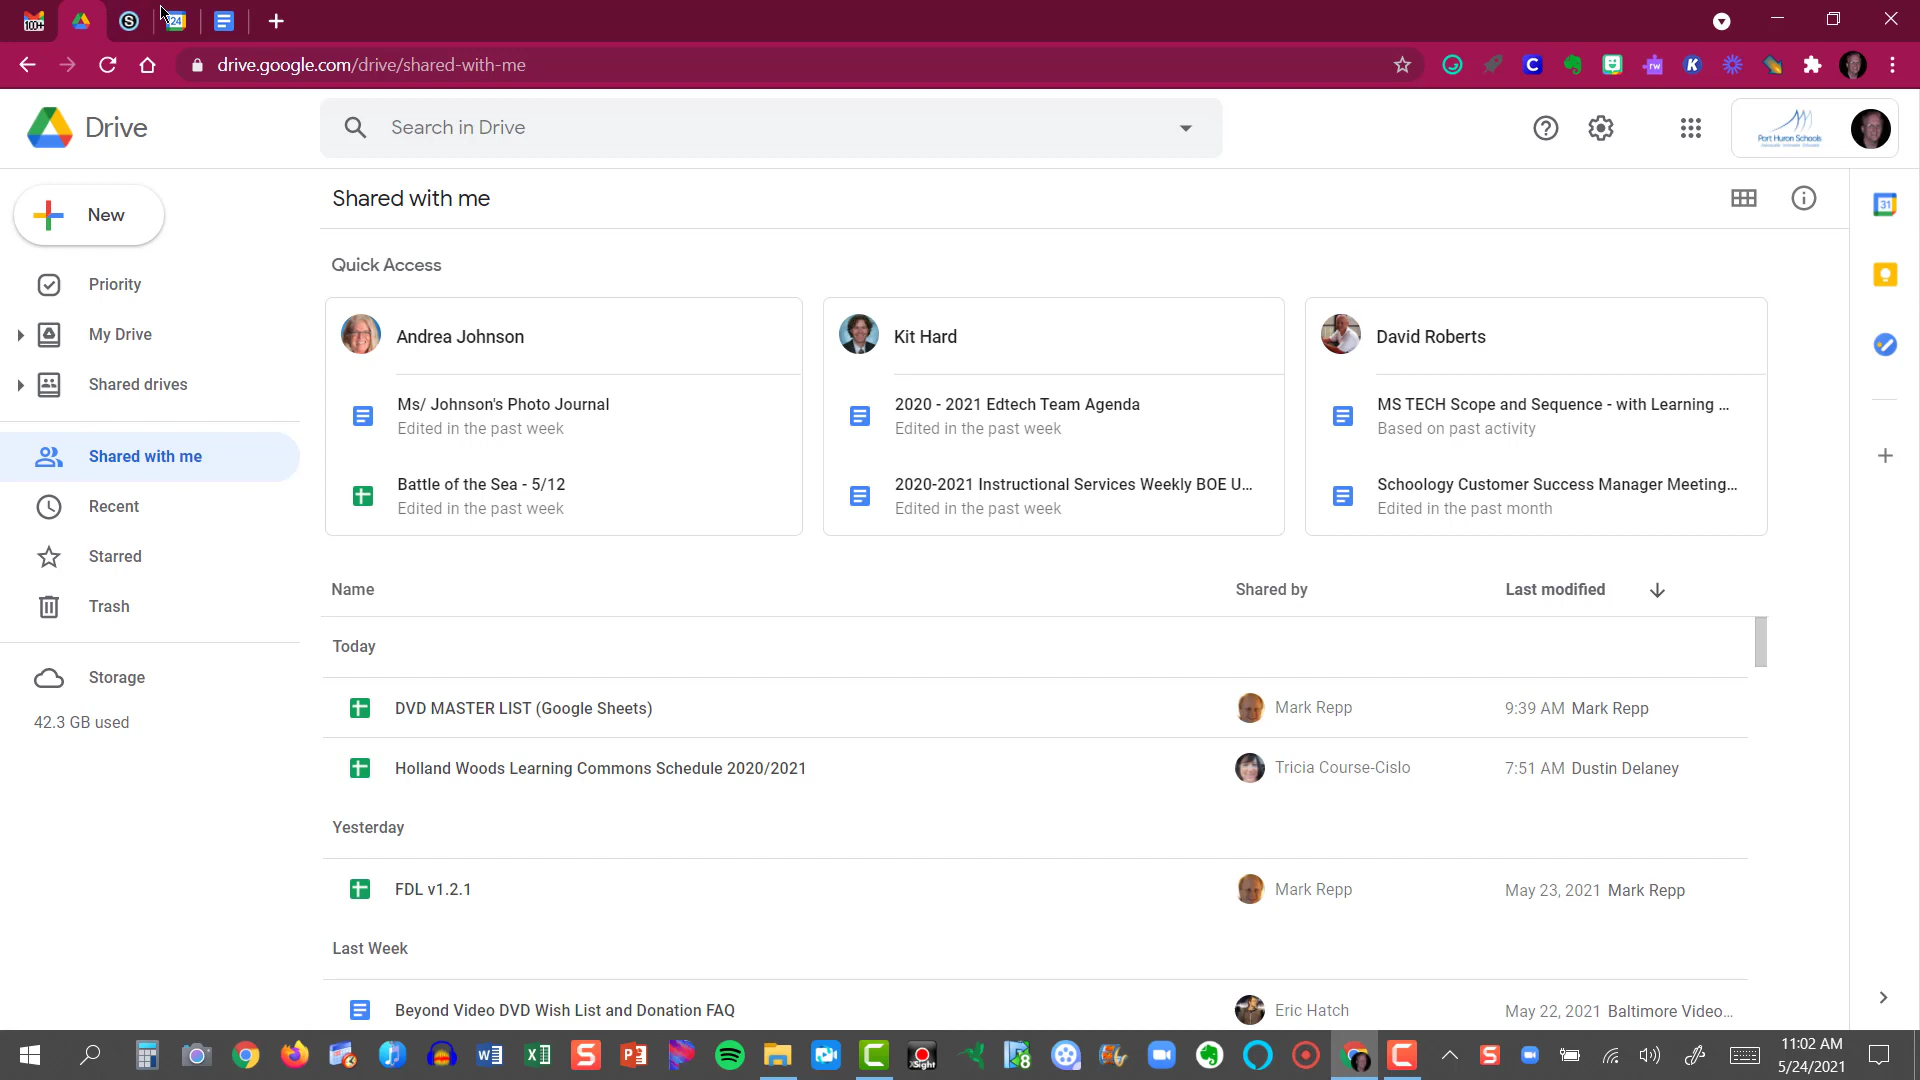 100+
S
24
drive.google.com/drive/shared-with-me
C
rw
K
Drive
Search in Drive
Port Huron Schools
New
Shared with me
31
Quick Access
Priority
My Drive
Shared drives
Shared with me
Recent
Starred
Trash
Storage
42.3 GB used
Andrea Johnson
Ms/ Johnson's Photo Journal
Edited in the past week
Battle of the Sea - 5/12
Edited in the past week
Kit Hard
2020 - 2021 Edtech Team Agenda
Edited in the past week
2020-2021 Instructional Services Weekly BOE U...
Edited in the past week
David Roberts
MS TECH Scope and Sequence - with Learning ...
Based on past activity
Schoology Customer Success Manager Meeting...
Edited in the past month
Name Shared by Last modified
Today
DVD MASTER LIST (Google Sheets) Mark Repp 9:39 AM Mark Repp
Holland Woods Learning Commons Schedule 2020/2021 Tricia Course-Cislo 7:51 AM Dustin Delaney
Yesterday
FDL v1.2.1 Mark Repp May 23, 2021 Mark Repp
Last Week
Beyond Video DVD Wish List and Donation FAQ Eric Hatch May 22, 2021 Baltimore Video...
11:02 AM
5/24/2021